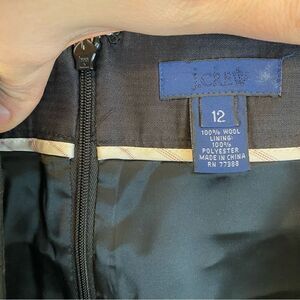 J.CREW
12
100% WOOL
LINING:
100%
POLYESTER
MADE IN CHINA
RN 77388